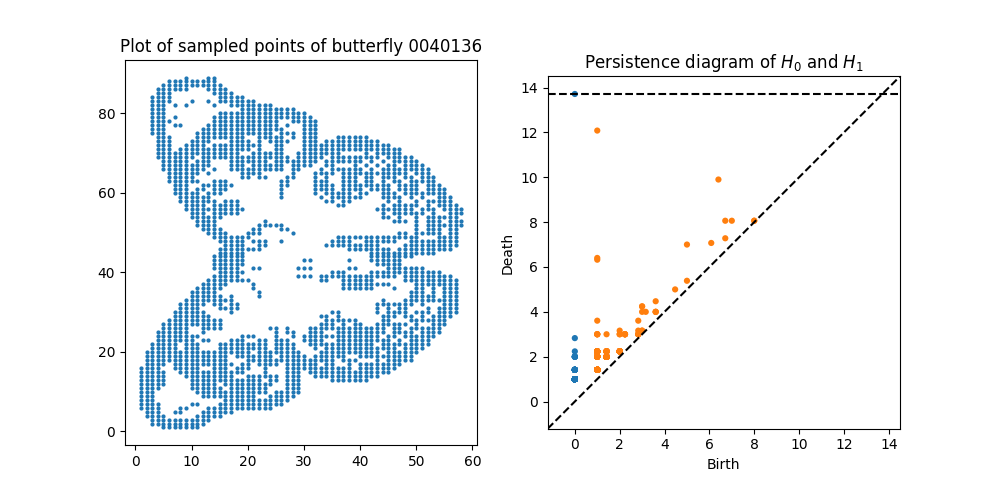 Plot of sampled points of butterfly 0040136
80
60
40
20
0
0 10 20 30 40 50 60
Persistence diagram of $H_0$ and $H_1$
14
12
10
8
6
4
2
0
Death
0 2 4 6 8 10 12 14
Birth